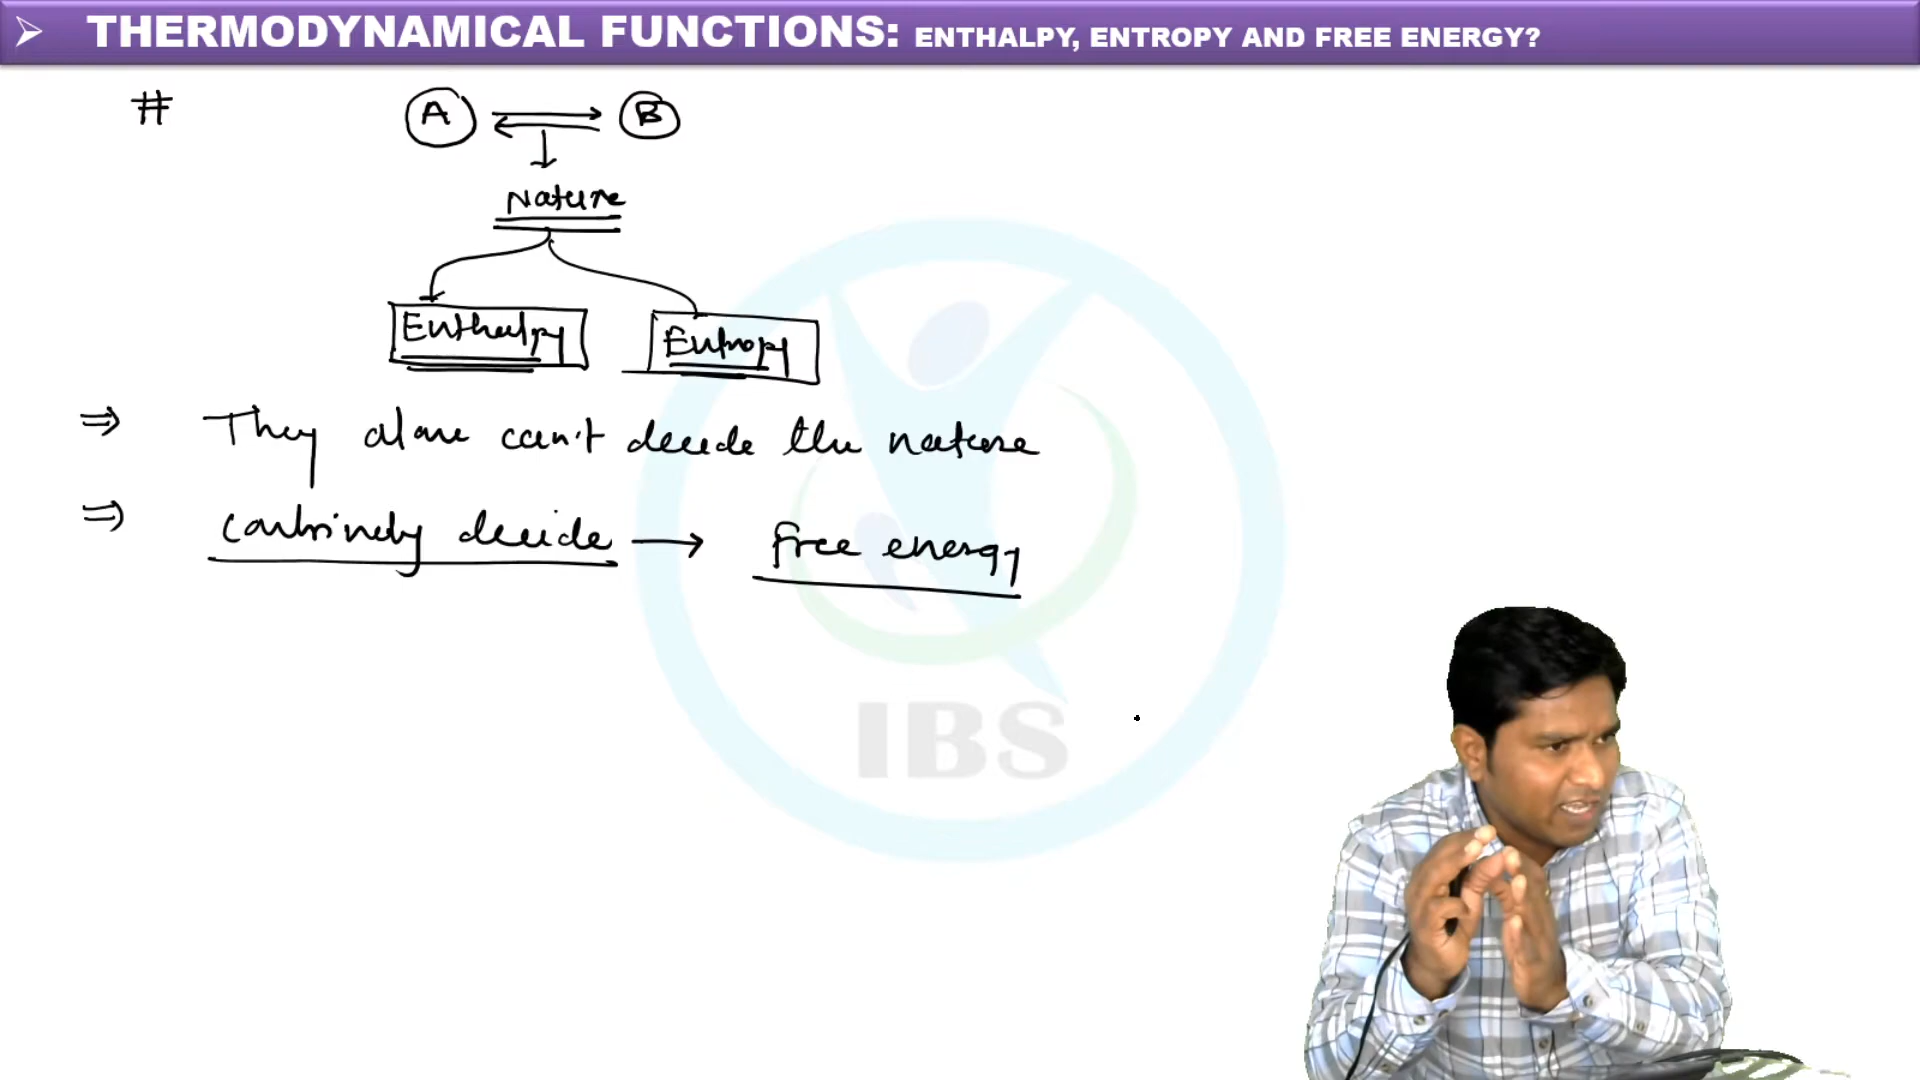 THERMODYNAMICAL FUNCTIONS: ENTHALPY, ENTROPY AND FREE ENERGY?
#
A B
Nature
Enthalpy Entropy
⇒ They alone can't decide the nature
⇒ combinely decide → free energy
IBS